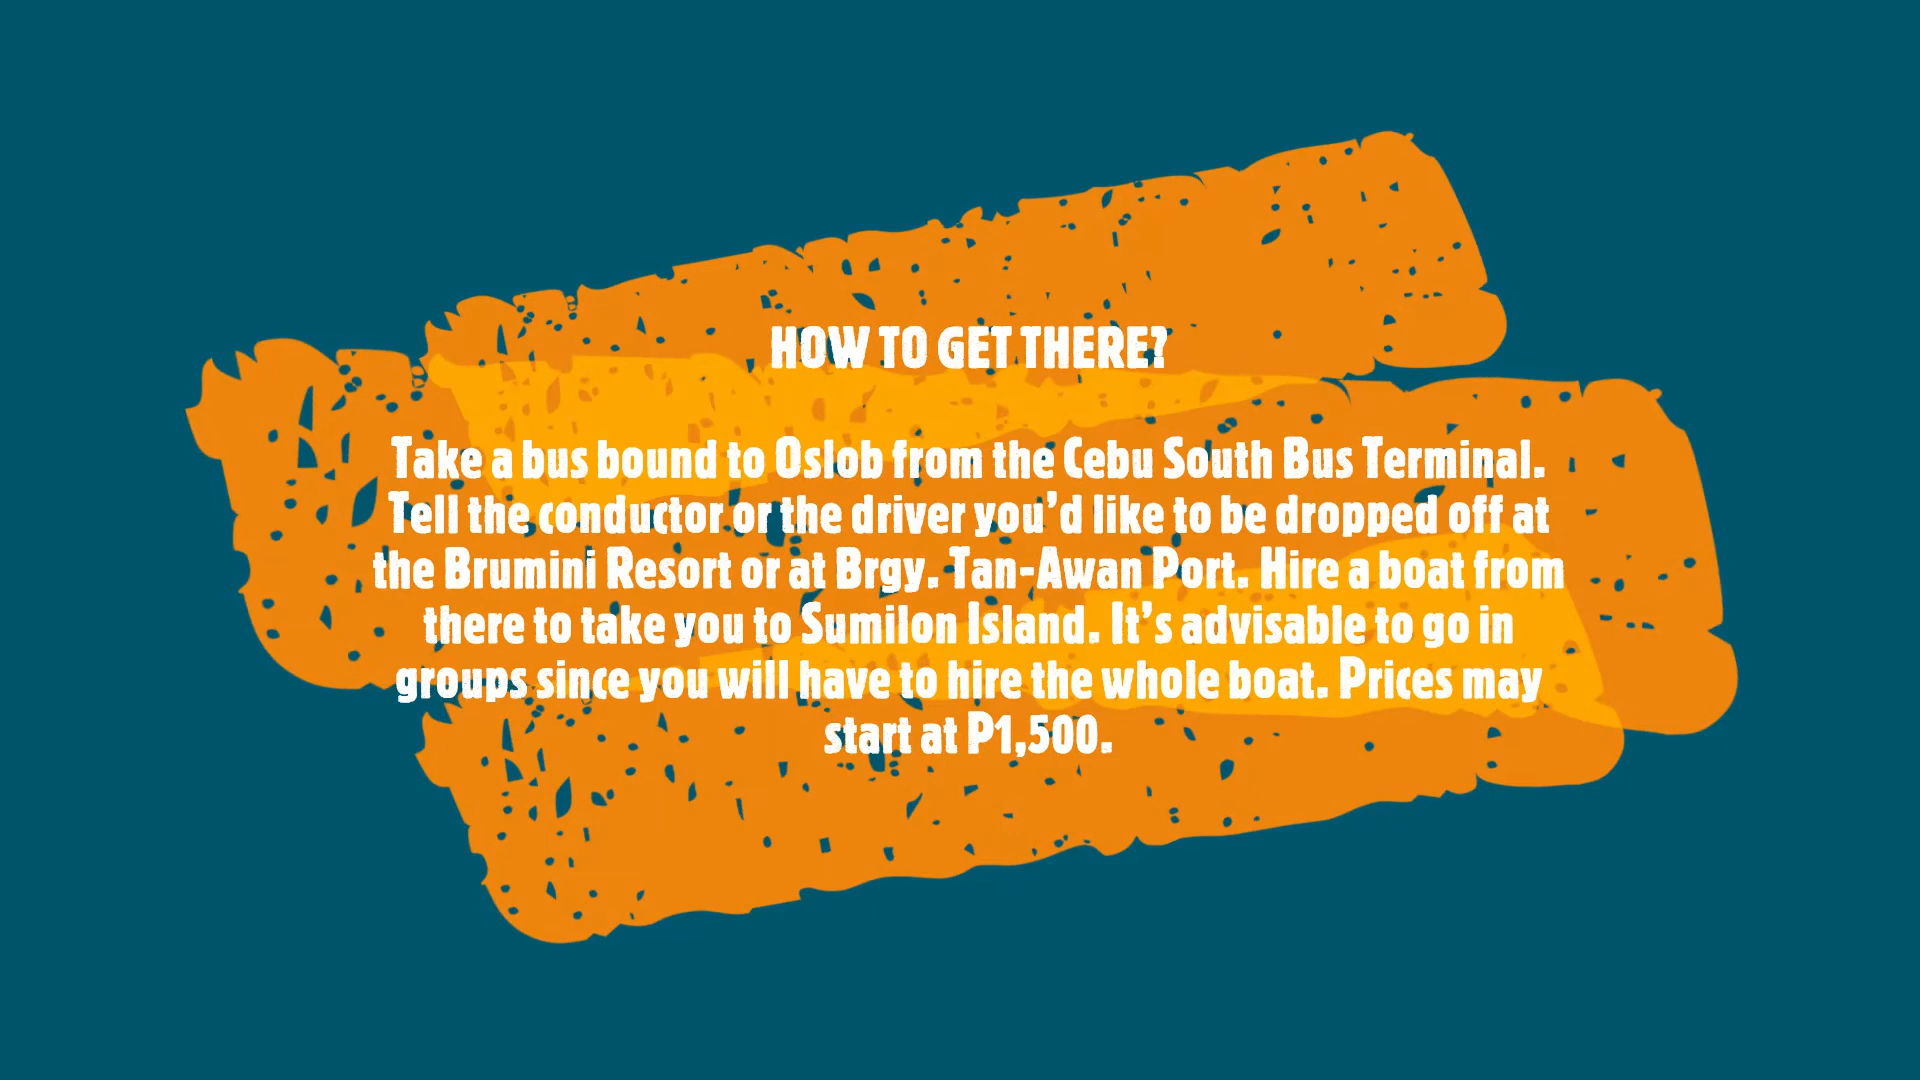 HOW TO GET THERE?
Take a bus bound to Oslob from the Cebu South Bus Terminal.
Tell the conductor or the driver you'd like to be dropped off at
the Brumini Resort or at Brgy. Tan-Awan Port. Hire a boat from
there to take you to Sumilon Island. It's advisable to go in
groups since you will have to hire the whole boat. Prices may
start at P1,500.